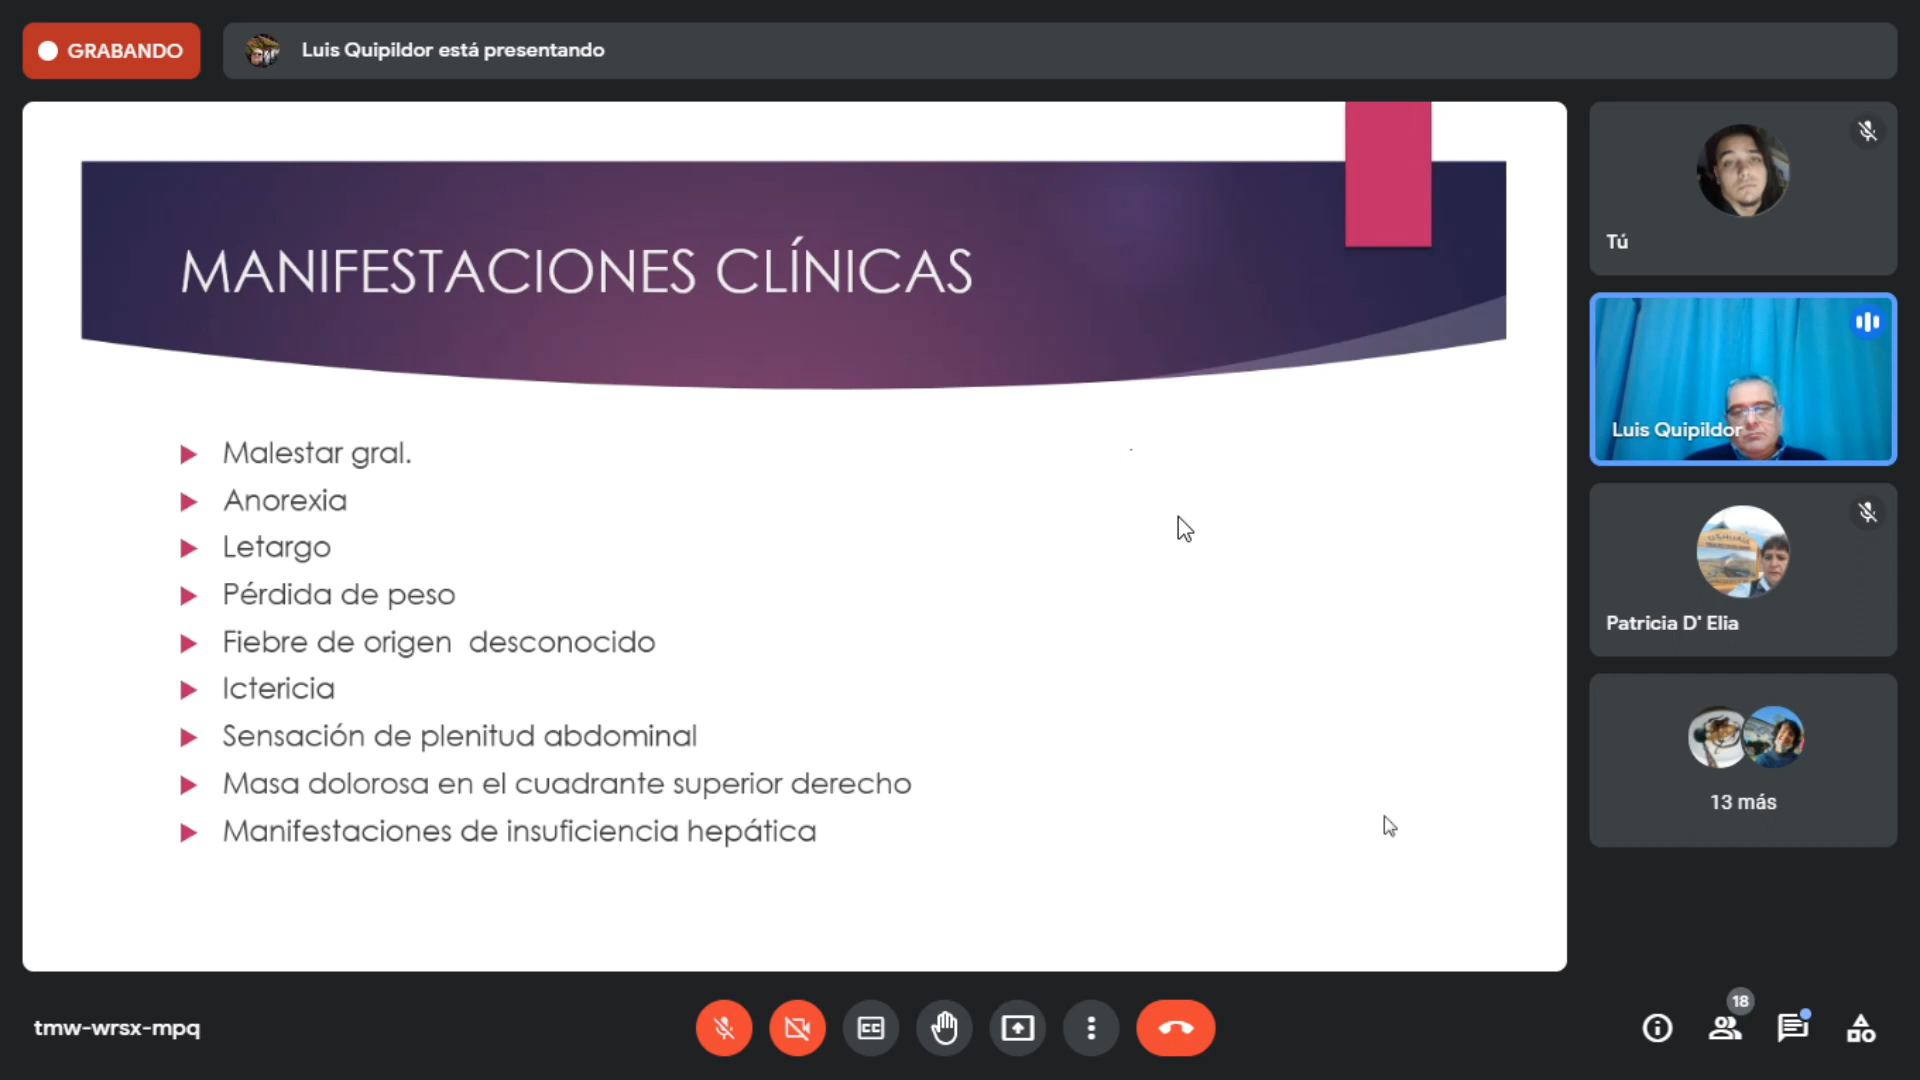 GRABANDO
Luis Quipildor está presentando
MANIFESTACIONES CLÍNICAS
Malestar gral.
Anorexia
Letargo
Pérdida de peso
Fiebre de origen  desconocido
Ictericia
Sensación de plenitud abdominal
Masa dolorosa en el cuadrante superior derecho
Manifestaciones de insuficiencia hepática
Tú
Luis Quipildor
USHUAIA
Patricia D' Elia
13 más
tmw-wrsx-mpq
CC
18